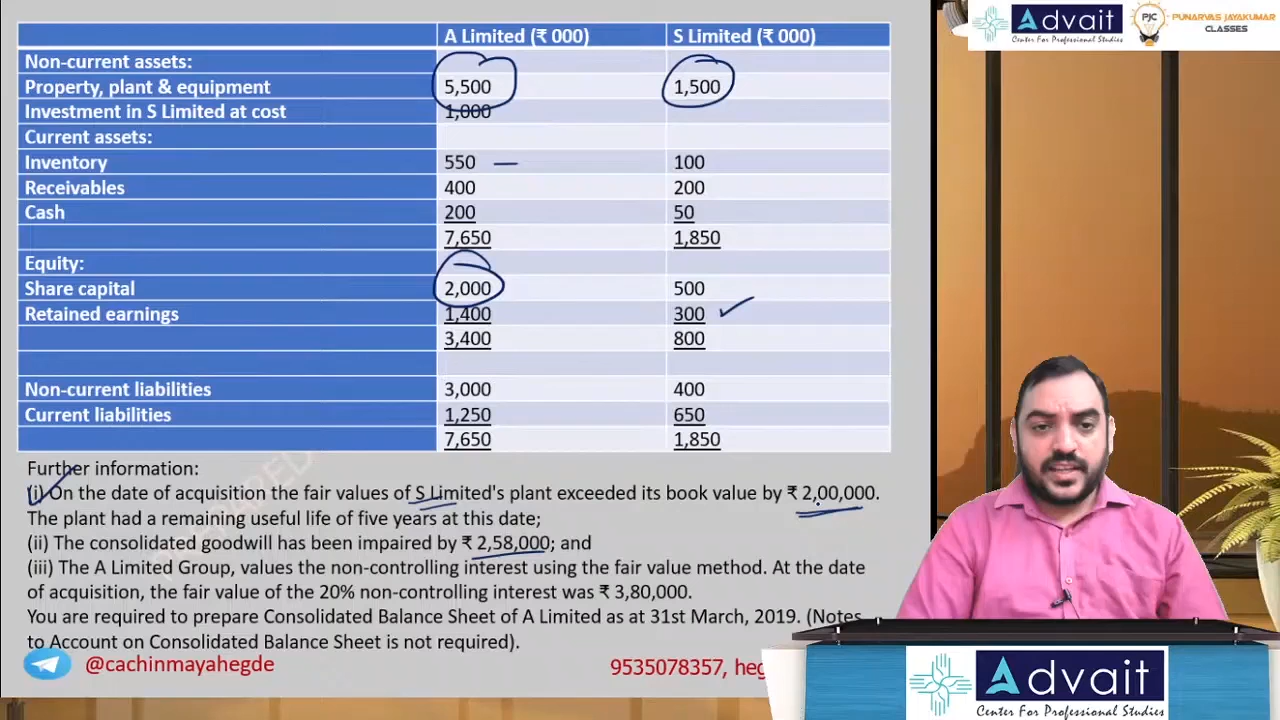 A Limited (₹ 000) S Limited (₹ 000)
Non-current assets:
Property, plant & equipment 5,500 1,500
Investment in S Limited at cost 1,000
Current assets:
Inventory 550 100
Receivables 400 200
Cash 200 50
7,650 1,850
Equity:
Share capital 2,000 500
Retained earnings 1,400 300
3,400 800
Non-current liabilities 3,000 400
Current liabilities 1,250 650
7,650 1,850
Further information:
(i) On the date of acquisition the fair values of S Limited's plant exceeded its book value by ₹ 2,00,000.
The plant had a remaining useful life of five years at this date;
(ii) The consolidated goodwill has been impaired by ₹ 2,58,000; and
(iii) The A Limited Group, values the non-controlling interest using the fair value method. At the date
of acquisition, the fair value of the 20% non-controlling interest was ₹ 3,80,000.
You are required to prepare Consolidated Balance Sheet of A Limited as at 31st March, 2019. (Notes
to Account on Consolidated Balance Sheet is not required).
@cachinmayahegde 9535078357, heg
PREPARED
Advait
Center For Professional Studies
PJC
PUNARVAS JAYAKUMAR
CLASSES
Advait
Center For Professional Studies